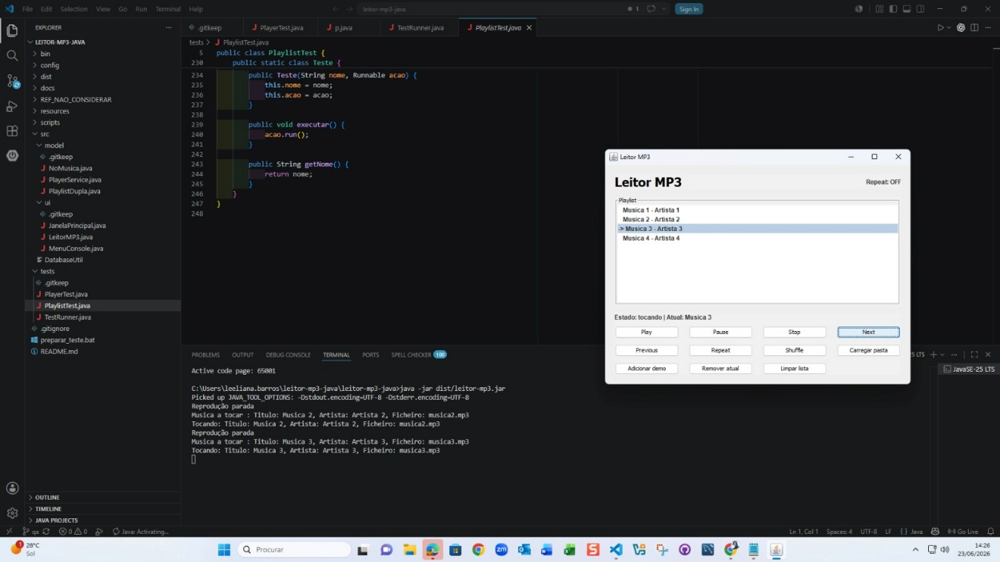 File Edit Selection View Go Run Terminal Help
leitor-mp3-java
1
Sign In
EXPLORER
LEITOR-MP3-JAVA
bin
config
dist
docs
REF_NAO_CONSIDERAR
resources
scripts
src
model
.gitkeep
NoMusica.java
PlayerService.java
PlaylistDupla.java
ui
.gitkeep
JanelaPrincipal.java
LeitorMP3.java
MenuConsole.java
DatabaseUtil
tests
.gitkeep
PlayerTest.java
PlaylistTest.java
TestRunner.java
.gitignore
preparar_teste.bat
README.md
OUTLINE
TIMELINE
JAVA PROJECTS
.gitkeep
PlayerTest.java
p.java
TestRunner.java
PlaylistTest.java
tests > PlaylistTest.java
5 public class PlaylistTest {
230 public static class Teste {
234 public Teste(String nome, Runnable acao) {
235 this.nome = nome;
236 this.acao = acao;
237 }
238
239 public void executar() {
240 acao.run();
241 }
242
243 public String getNome() {
244 return nome;
245 }
246 }
247 }
248
PROBLEMS OUTPUT DEBUG CONSOLE TERMINAL PORTS SPELL CHECKER 100
-25 LTS
JavaSE-25 LTS
Active code page: 65001
C:\Users\leeliana.barros\leitor-mp3-java\leitor-mp3-java>java -jar dist/leitor-mp3.jar
Picked up JAVA_TOOL_OPTIONS: -Dstdout.encoding=UTF-8 -Dstderr.encoding=UTF-8
Reprodução parada
Musica a tocar : Titulo: Musica 2, Artista: Artista 2, Ficheiro: musica2.mp3
Tocando: Titulo: Musica 2, Artista: Artista 2, Ficheiro: musica2.mp3
Reprodução parada
Musica a tocar : Titulo: Musica 3, Artista: Artista 3, Ficheiro: musica3.mp3
Tocando: Titulo: Musica 3, Artista: Artista 3, Ficheiro: musica3.mp3
Leitor MP3
Leitor MP3
Repeat: OFF
Playlist
Musica 1 - Artista 1
Musica 2 - Artista 2
> Musica 3 - Artista 3
Musica 4 - Artista 4
Estado: tocando | Atual: Musica 3
Play Pause Stop Next
Previous Repeat Shuffle Carregar pasta
Adicionar demo Remover atual Limpar lista
qa 0 0 Java: Activating...
Ln 1, Col 1 Spaces: 4 UTF-8 LF { } Java Go Live
1
28°C
Sol
Procurar
zm
14:26
23/06/2026